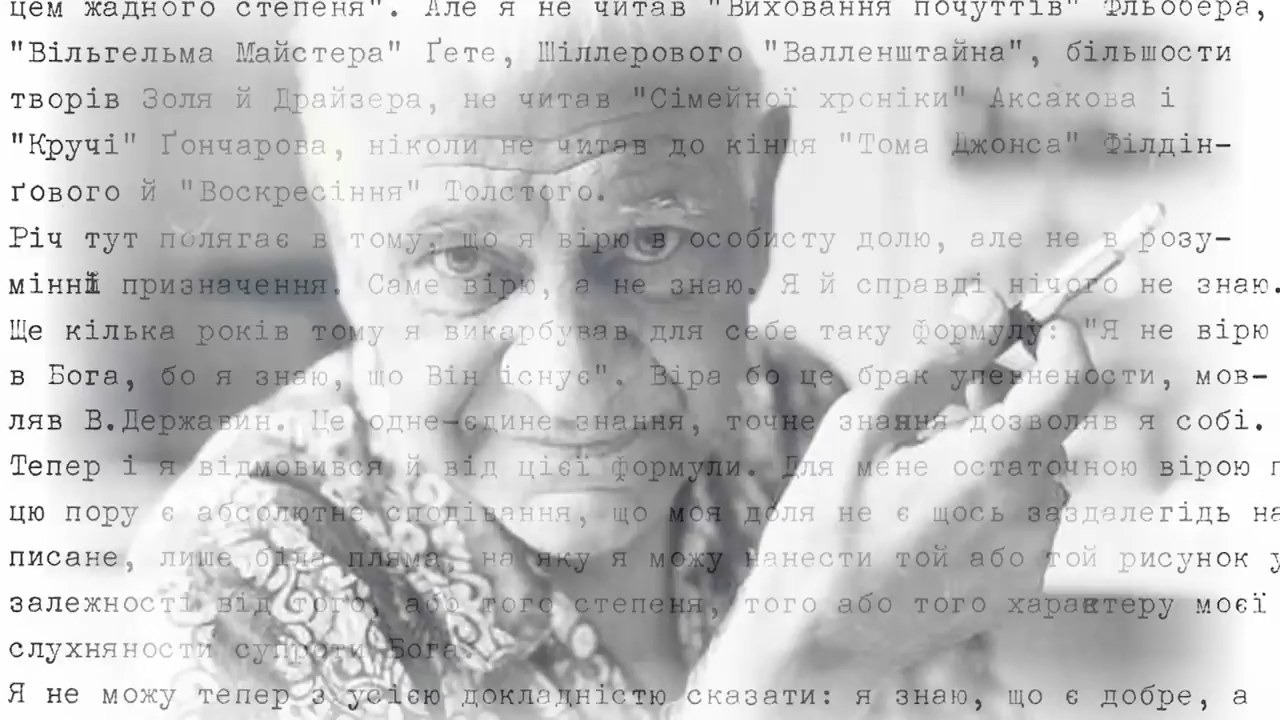 цем жадного степеня". Але я не читав "Виховання почуттів" Фльобера,
"Вільгельма Майстера" Ґете, Шіллерового "Валленштайна", більшости
творів Золя й Драйзера, не читав "Сімейної хроніки" Аксакова і
"Кручі" Ґончарова, ніколи не читав до кінця "Тома Джонса" Філдін-
ґового й "Воскресіння" Толстого.
Річ тут полягає в тому, що я вірю в особисту долю, але не в розу-
мінні призначення. Саме вірю, а не знаю. Я й справді нічого не знаю.
Ще кілька років тому я викарбував для себе таку формулу: "Я не вірю
в Бога, бо я знаю, що Він існує". Віра бо це брак упевнености, мов-
ляв В.Державин. Це одне-єдине знання, точне знання дозволяв я собі.
Тепер і я відмовився й від цієї формули. Для мене остаточною вірою п
цю пору є абсолютне сподівання, що моя доля не є щось заздалегідь на
писане, лише біла пляма, на яку я можу нанести той або той рисунок у
залежності від того, або того степеня, того або того характеру моєї
слухняности супроти Бога.
Я не можу тепер з усією докладністю сказати: я знаю, що є добре, а